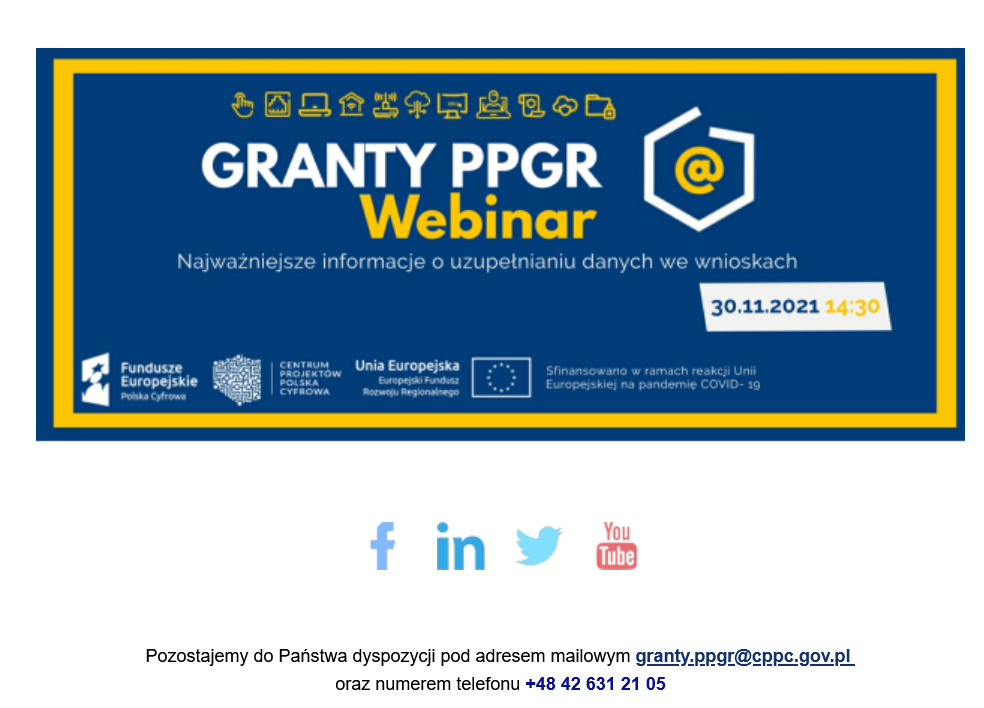 GRANTY PPGR
@
Webinar
Najważniejsze informacje o uzupełnianiu danych we wnioskach
30.11.2021 14:30
Fundusze
Europejskie
Polska Cyfrowa
CENTRUM
PROJEKTÓW
POLSKA
CYFROWA
Unia Europejska
Europejski Fundusz
Rozwoju Regionalnego
Sfinansowano w ramach reakcji Unii
Europejskiej na pandemię COVID- 19
f
in
You
Tube
Pozostajemy do Państwa dyspozycji pod adresem mailowym granty.ppgr@cppc.gov.pl
oraz numerem telefonu +48 42 631 21 05